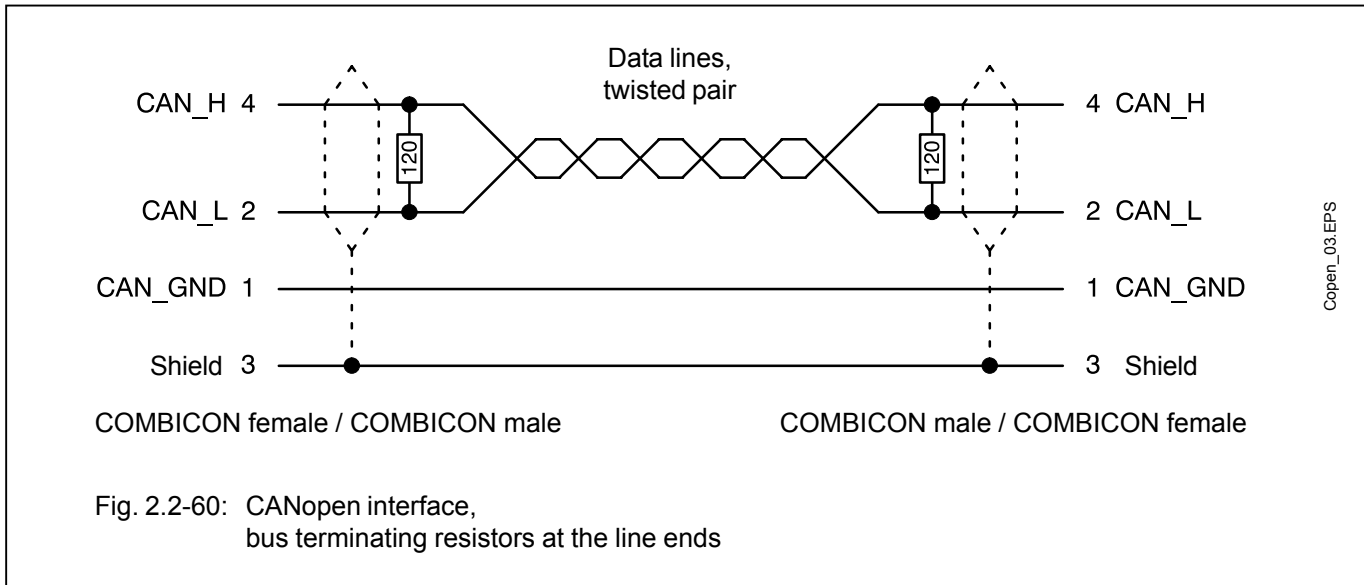 Data lines,
twisted pair
CAN_H 4
4 CAN_H
120
120
CAN_L 2
2 CAN_L
CAN_GND 1
1 CAN_GND
Shield 3
3 Shield
COMBICON female / COMBICON male
COMBICON male / COMBICON female
Copen_03.EPS
Fig. 2.2-60: CANopen interface,
bus terminating resistors at the line ends